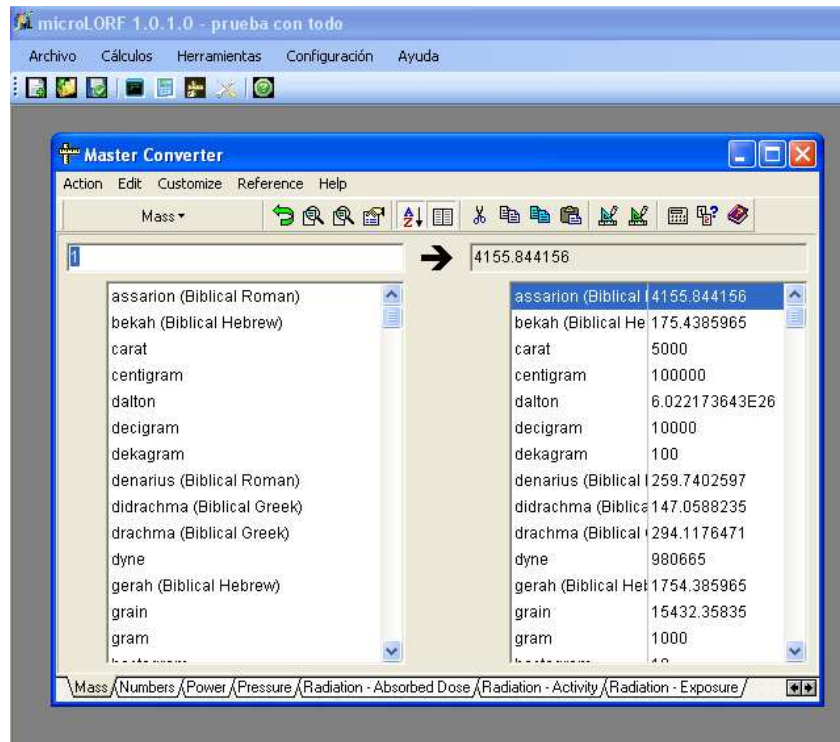 microLORF 1.0.1.0 - prueba con todo
Archivo Cálculos Herramientas Configuración Ayuda
Master Converter
Action Edit Customize Reference Help
Mass
1 4155.844156
assarion (Biblical Roman)
bekah (Biblical Hebrew)
carat
centigram
dalton
decigram
dekagram
denarius (Biblical Roman)
didrachma (Biblical Greek)
drachma (Biblical Greek)
dyne
gerah (Biblical Hebrew)
grain
gram
assarion (Biblical 4155.844156
bekah (Biblical He 175.4385965
carat 5000
centigram 100000
dalton 6.022173643E26
decigram 10000
dekagram 100
denarius (Biblical 259.7402597
didrachma (Biblica 147.0588235
drachma (Biblical 294.1176471
dyne 980665
gerah (Biblical Heb 1754.385965
grain 15432.35835
gram 1000
Mass Numbers Power Pressure Radiation - Absorbed Dose Radiation - Activity Radiation - Exposure